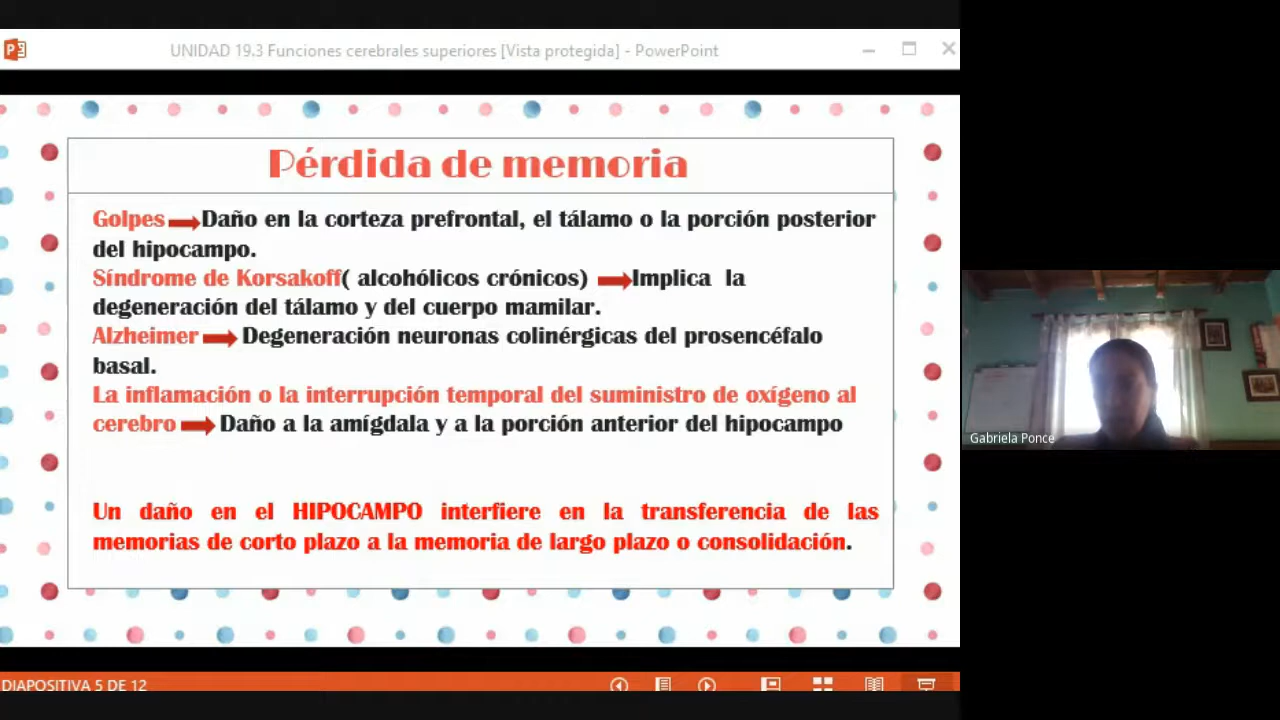 UNIDAD 19.3 Funciones cerebrales superiores [Vista protegida] - PowerPoint
Pérdida de memoria
Golpes Daño en la corteza prefrontal, el tálamo o la porción posterior
del hipocampo.
Síndrome de Korsakoff( alcohólicos crónicos) Implica la
degeneración del tálamo y del cuerpo mamilar.
Alzheimer Degeneración neuronas colinérgicas del prosencéfalo
basal.
La inflamación o la interrupción temporal del suministro de oxígeno al
cerebro Daño a la amígdala y a la porción anterior del hipocampo
Un daño en el HIPOCAMPO interfiere en la transferencia de las
memorias de corto plazo a la memoria de largo plazo o consolidación.
DIAPOSITIVA 5 DE 12
Gabriela Ponce